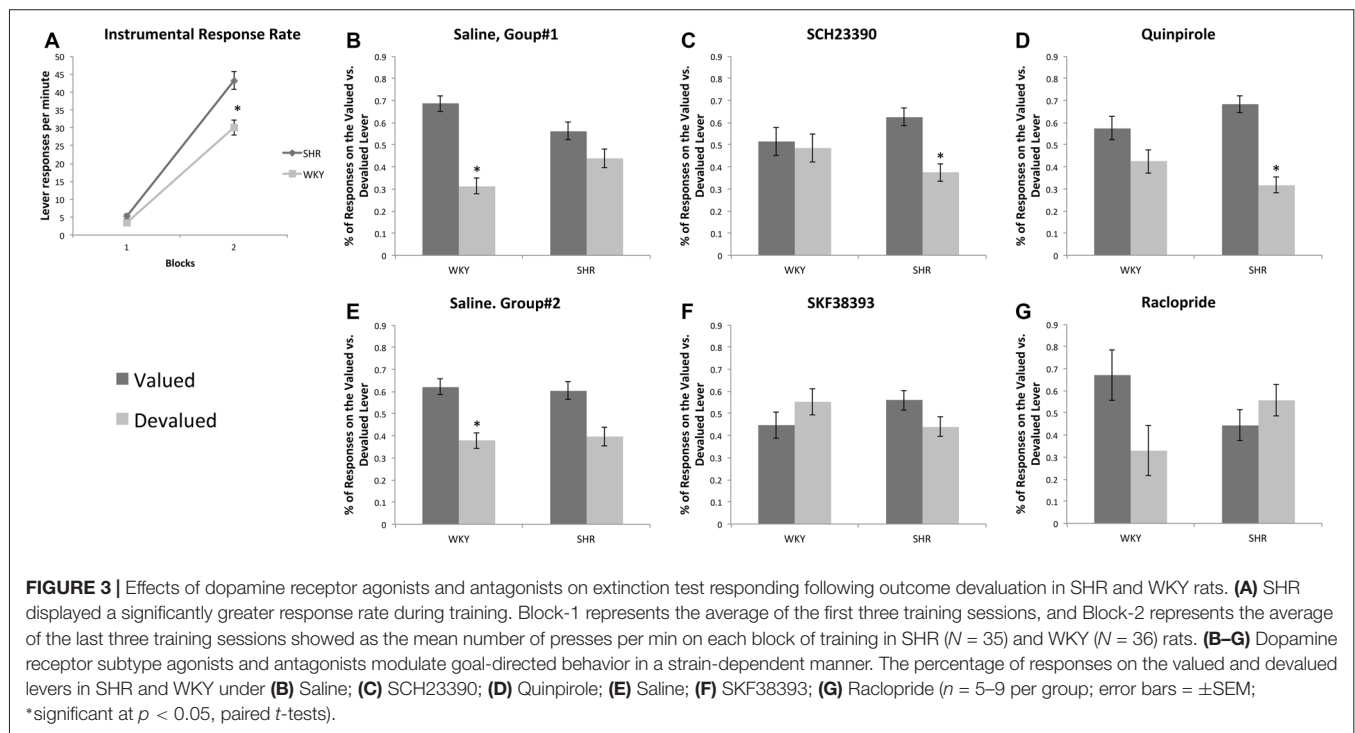 A Instrumental Response Rate
Lever responses per minute
50
45
40
35
30
25
20
15
10
5
0
*
SHR
WKY
1 2
Blocks
B Saline, Goup#1
% of Responses on the Valued vs.
Devalued Lever
0.9
0.8
0.7
0.6
0.5
0.4
0.3
0.2
0.1
0
*
WKY SHR
C SCH23390
% of Responses on the Valued vs.
Devalued Lever
0.9
0.8
0.7
0.6
0.5
0.4
0.3
0.2
0.1
0
*
WKY SHR
D Quinpirole
% of Responses on the Valued vs.
Devalued Lever
0.9
0.8
0.7
0.6
0.5
0.4
0.3
0.2
0.1
0
*
WKY SHR
Valued
Devalued
E Saline. Goup#2
% of Responses on the Valued vs.
Devalued Lever
0.9
0.8
0.7
0.6
0.5
0.4
0.3
0.2
0.1
0
*
WKY SHR
F SKF38393
% of Responses on the Valued vs.
Devalued Lever
0.9
0.8
0.7
0.6
0.5
0.4
0.3
0.2
0.1
0
WKY SHR
G Raclopride
% of Responses on the Valued vs.
Devalued Lever
0.9
0.8
0.7
0.6
0.5
0.4
0.3
0.2
0.1
0
WKY SHR
FIGURE 3 | Effects of dopamine receptor agonists and antagonists on extinction test responding following outcome devaluation in SHR and WKY rats. (A) SHR
displayed a significantly greater response rate during training. Block-1 represents the average of the first three training sessions, and Block-2 represents the average
of the last three training sessions showed as the mean number of presses per min on each block of training in SHR (N = 35) and WKY (N = 36) rats. (B–G) Dopamine
receptor subtype agonists and antagonists modulate goal-directed behavior in a strain-dependent manner. The percentage of responses on the valued and devalued
levers in SHR and WKY under (B) Saline; (C) SCH23390; (D) Quinpirole; (E) Saline; (F) SKF38393; (G) Raclopride (n = 5–9 per group; error bars = ±SEM;
*significant at p < 0.05, paired t-tests).